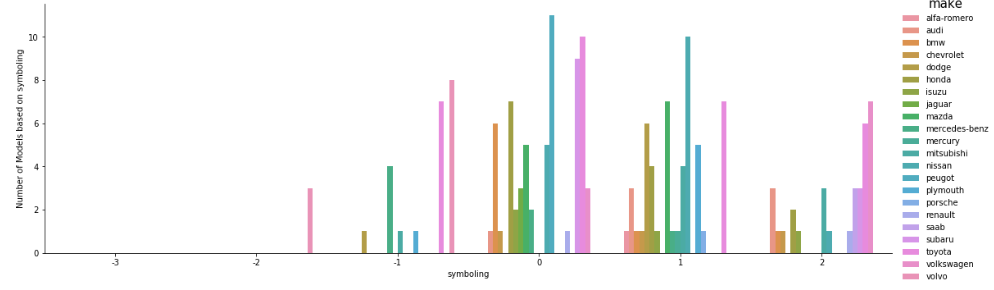 make
alfa-romero
audi
bmw
chevrolet
dodge
honda
isuzu
jaguar
mazda
mercedes-benz
mercury
mitsubishi
nissan
peugot
plymouth
porsche
renault
saab
subaru
toyota
volkswagen
volvo
Number of Models based on symboling
10
8
6
4
2
0
-3 -2 -1 0 1 2
symboling